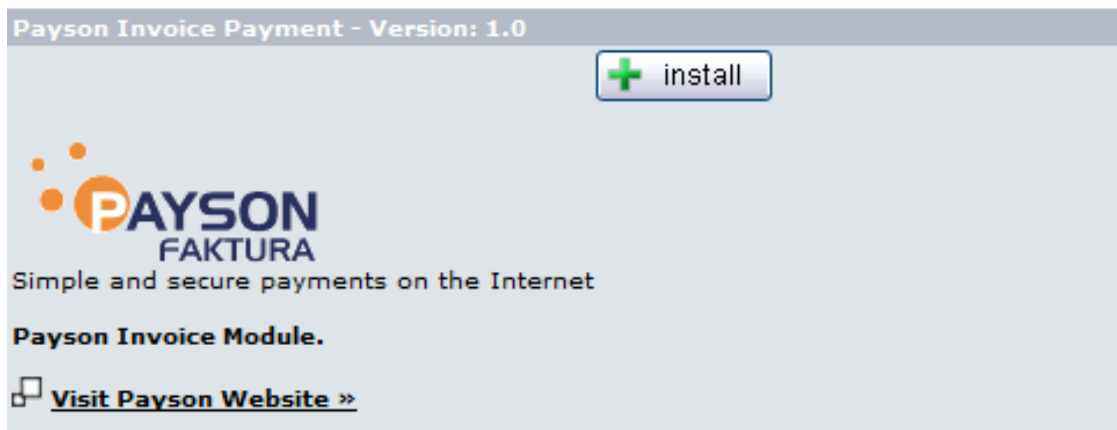 Payson Invoice Payment - Version: 1.0
install
PAYSON
FAKTURA
Simple and secure payments on the Internet
Payson Invoice Module.
Visit Payson Website »